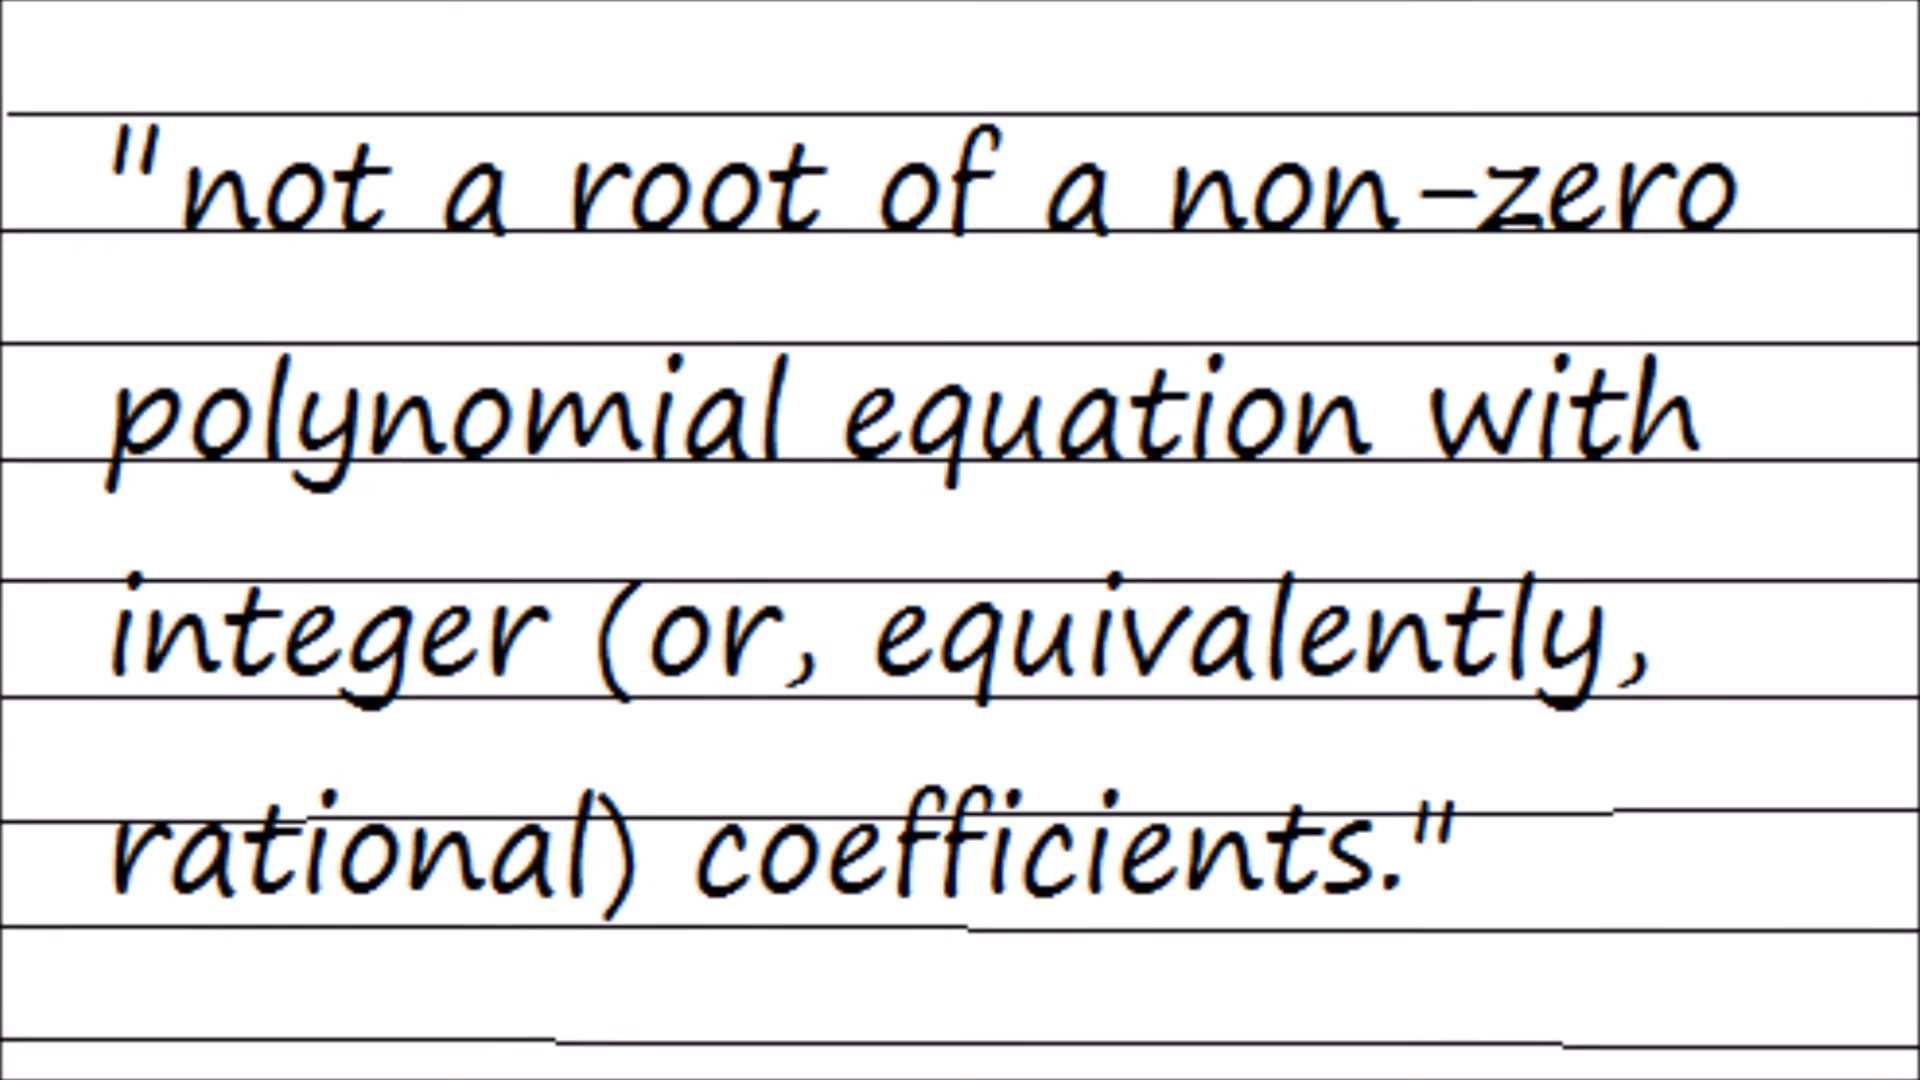 "not a root of a non-zero
polynomial equation with
integer (or, equivalently,
rational) coefficients."